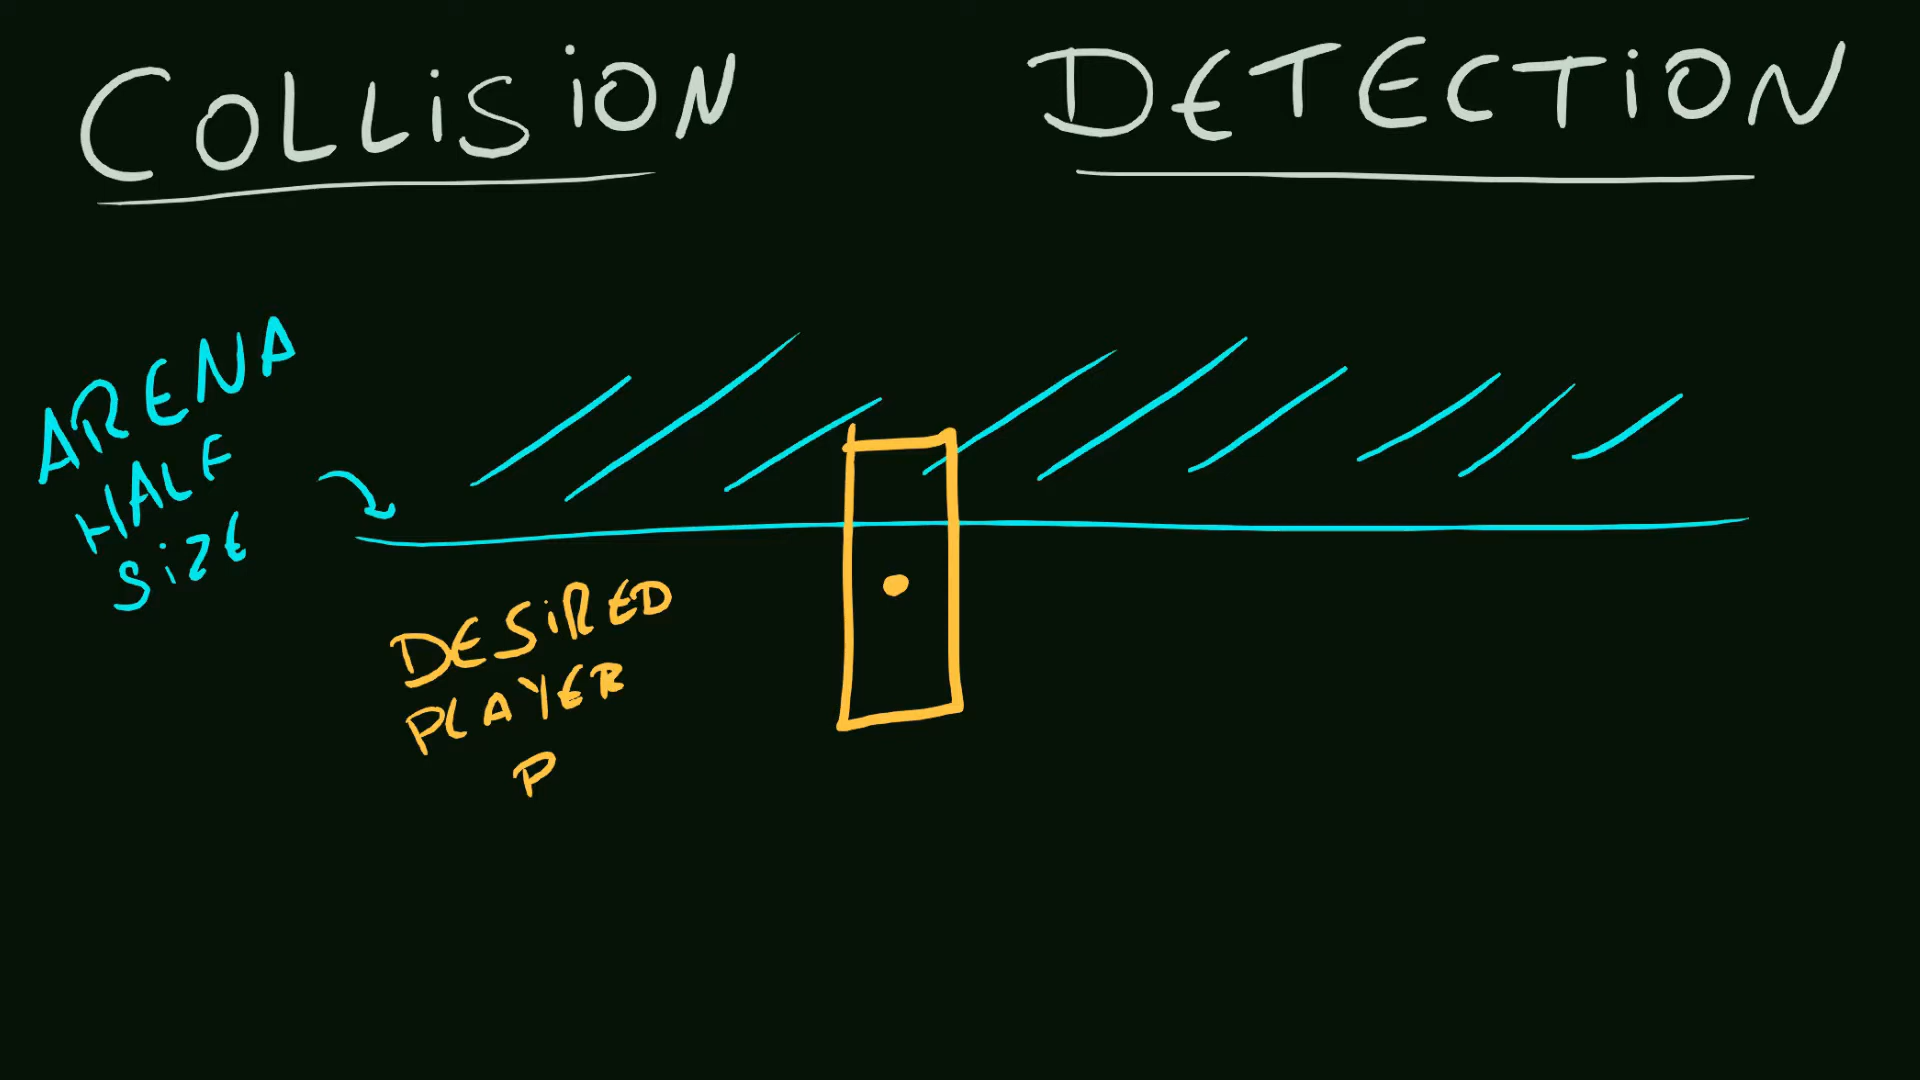 COLLISION DETECTION
ARENA
HALF
SIZE
DESIRED
PLAYER
P